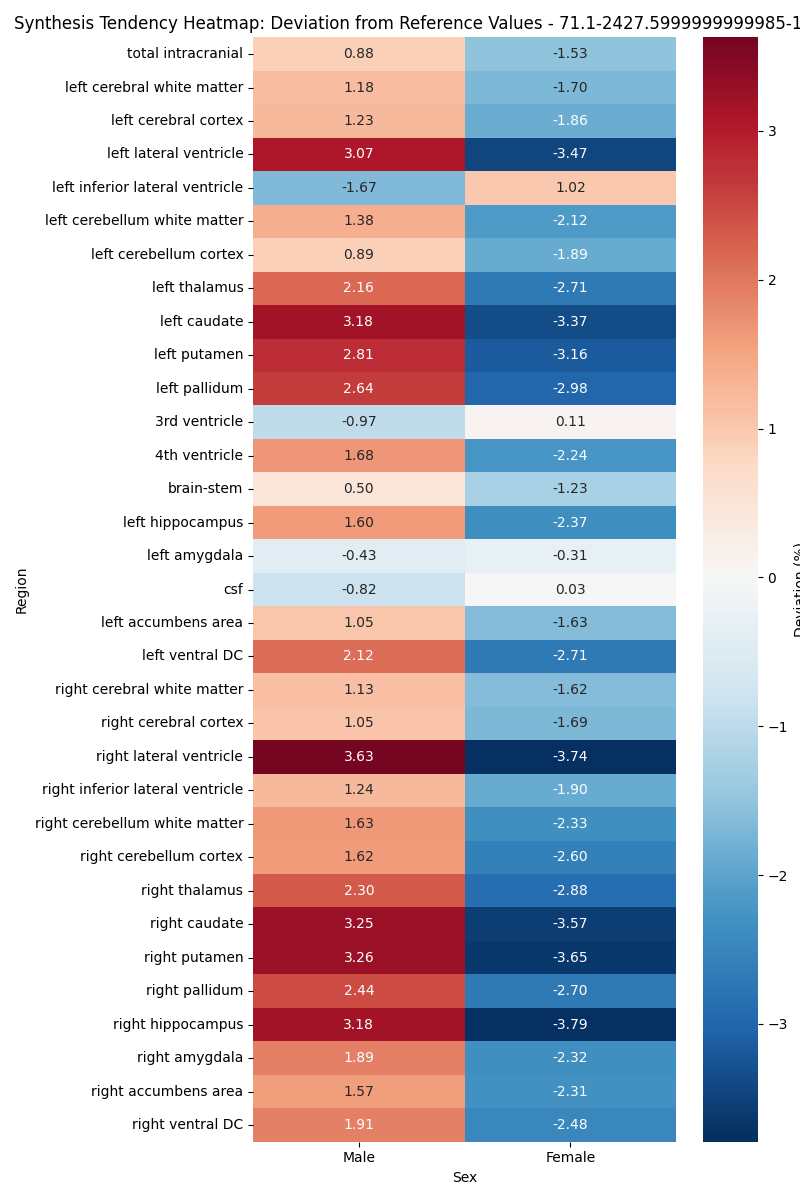 Synthesis Tendency Heatmap: Deviation from Reference Values - 71.1-2427.5999999999985-1
total intracranial 0.88 -1.53
left cerebral white matter 1.18 -1.70
left cerebral cortex 1.23 -1.86
left lateral ventricle 3.07 -3.47
left inferior lateral ventricle -1.67 1.02
left cerebellum white matter 1.38 -2.12
left cerebellum cortex 0.89 -1.89
left thalamus 2.16 -2.71
left caudate 3.18 -3.37
left putamen 2.81 -3.16
left pallidum 2.64 -2.98
3rd ventricle -0.97 0.11
4th ventricle 1.68 -2.24
brain-stem 0.50 -1.23
left hippocampus 1.60 -2.37
left amygdala -0.43 -0.31
csf -0.82 0.03
left accumbens area 1.05 -1.63
left ventral DC 2.12 -2.71
right cerebral white matter 1.13 -1.62
right cerebral cortex 1.05 -1.69
right lateral ventricle 3.63 -3.74
right inferior lateral ventricle 1.24 -1.90
right cerebellum white matter 1.63 -2.33
right cerebellum cortex 1.62 -2.60
right thalamus 2.30 -2.88
right caudate 3.25 -3.57
right putamen 3.26 -3.65
right pallidum 2.44 -2.70
right hippocampus 3.18 -3.79
right amygdala 1.89 -2.32
right accumbens area 1.57 -2.31
right ventral DC 1.91 -2.48
Male Female
Sex
Region
3
2
1
0
−1
−2
−3
Deviation (%)